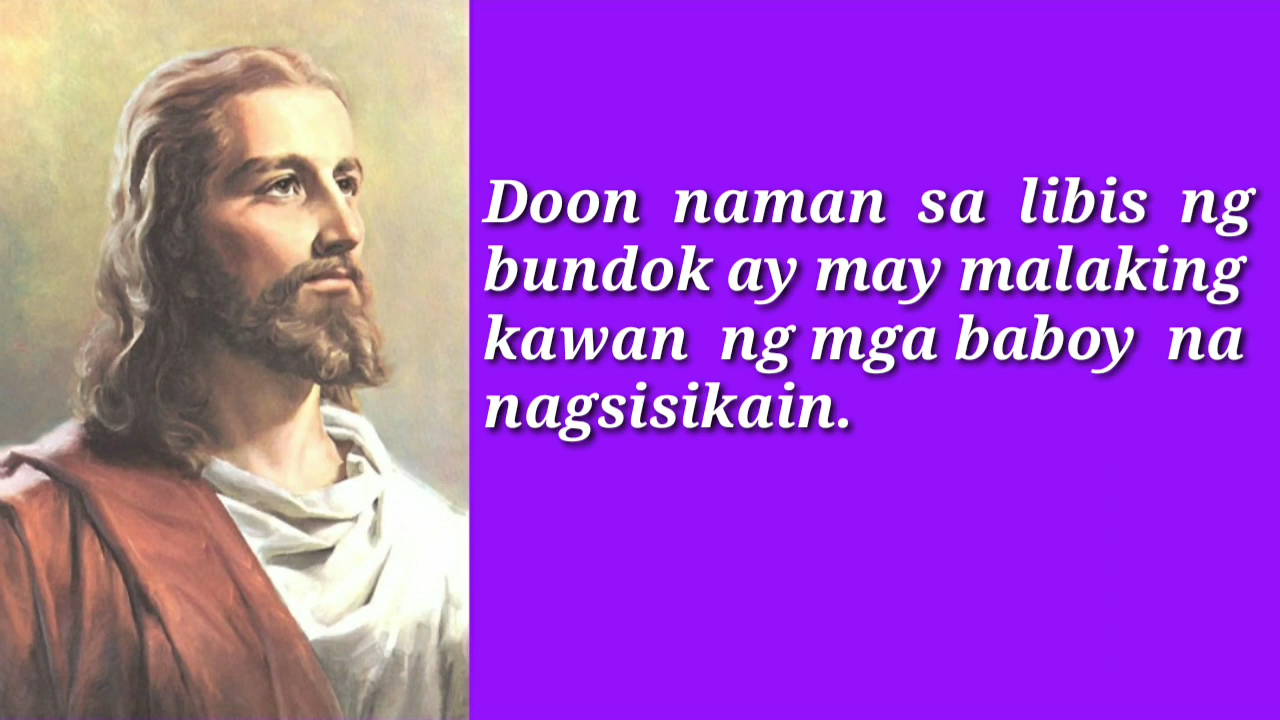 Doon naman sa libis ng
bundok ay may malaking
kawan ng mga baboy na
nagsisikain.